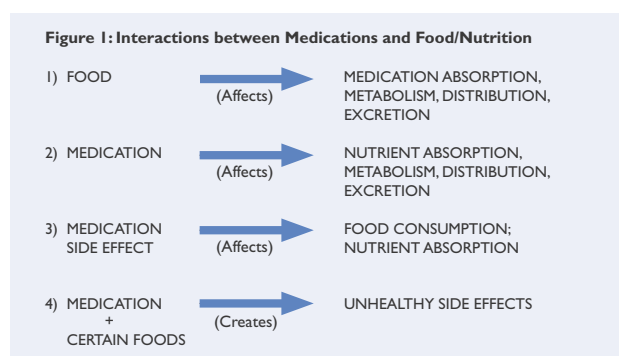 Figure 1: Interactions between Medications and Food/Nutrition
1) FOOD
(Affects)
MEDICATION ABSORPTION,
METABOLISM, DISTRIBUTION,
EXCRETION
2) MEDICATION
(Affects)
NUTRIENT ABSORPTION,
METABOLISM, DISTRIBUTION,
EXCRETION
3) MEDICATION
SIDE EFFECT
(Affects)
FOOD CONSUMPTION;
NUTRIENT ABSORPTION
4) MEDICATION
+
CERTAIN FOODS
(Creates)
UNHEALTHY SIDE EFFECTS